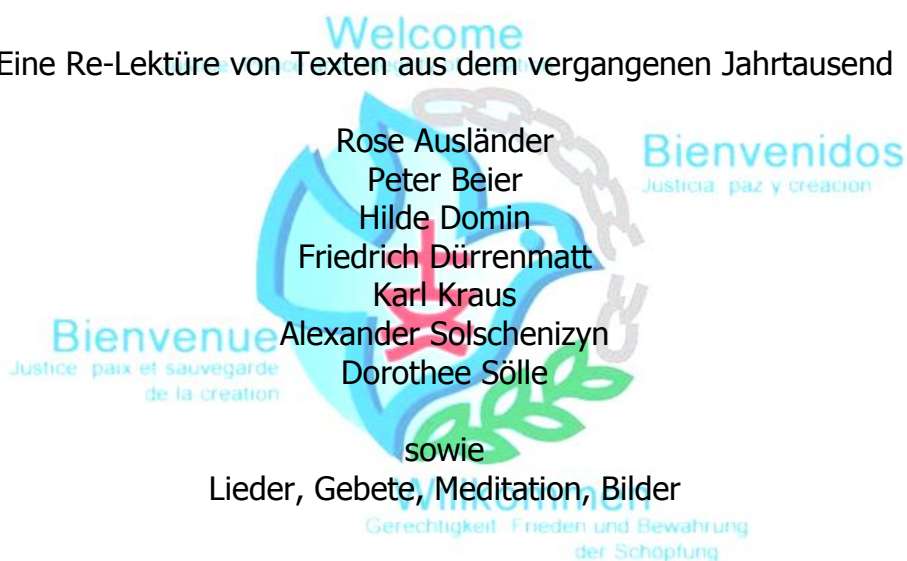 Welcome
Eine Re-Lektüre von Texten aus dem vergangenen Jahrtausend
Rose Ausländer
Bienvenidos
Justicia paz y creacion
Peter Beier
Hilde Domin
Friedrich Dürrenmatt
Karl Kraus
Bienvenue
Alexander Solschenizyn
Justice paix et sauvegarde
de la creation
Dorothee Sölle
sowie
Lieder, Gebete, Meditation, Bilder
Willkommen
Gerechtigkeit Frieden und Bewahrung
der Schöpfung